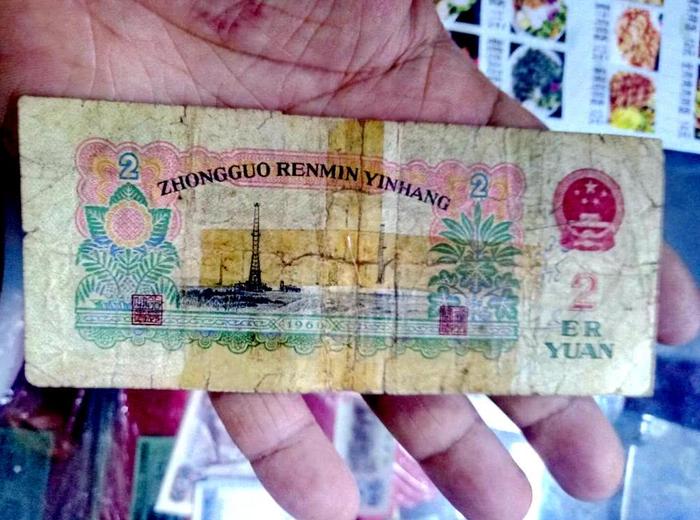 2
2
ZHONGGUO RENMIN YINHANG
1960
2
ER
YUAN